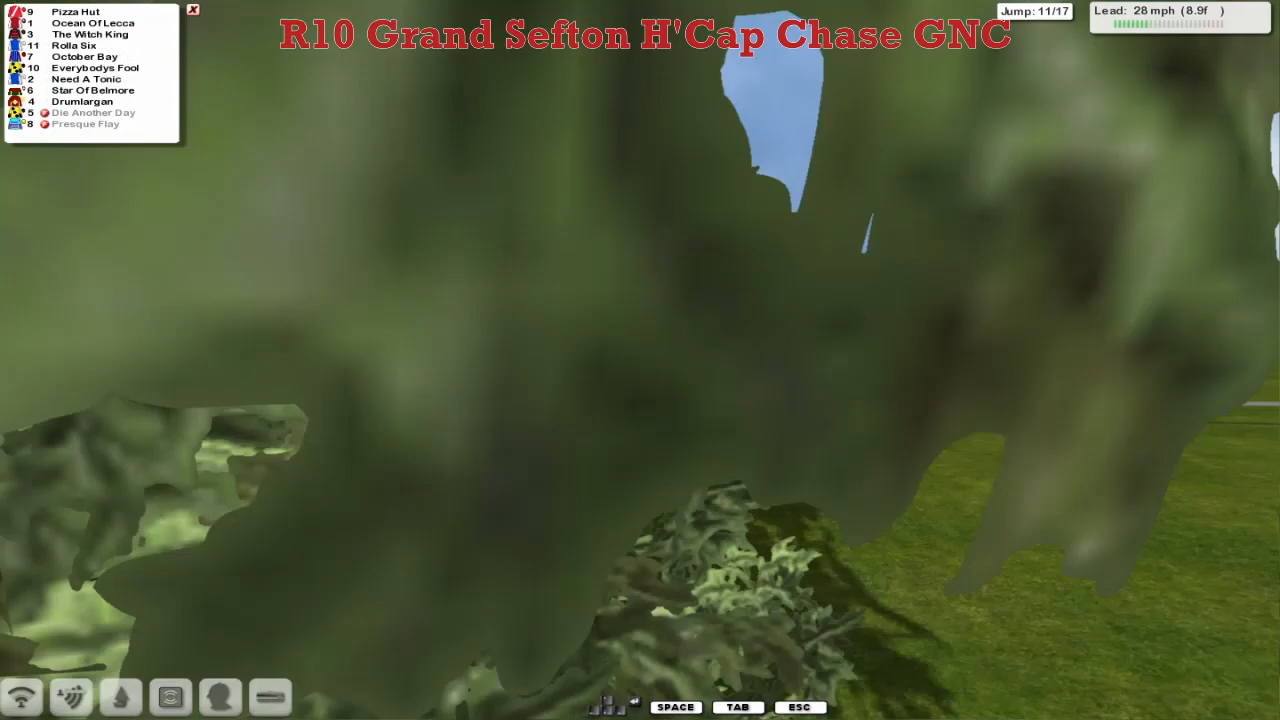 R10 Grand Sefton H'Cap Chase GNC
9 Pizza Hut
1 Ocean Of Lecca
3 The Witch King
11 Rolla Six
7 October Bay
10 Everybodys Fool
2 Need A Tonic
6 Star Of Belmore
4 Drumlargan
5 F Die Another Day
8 F Presque Flay
X
Jump: 11/17
Lead: 28 mph (8.9f )
SPACE TAB ESC